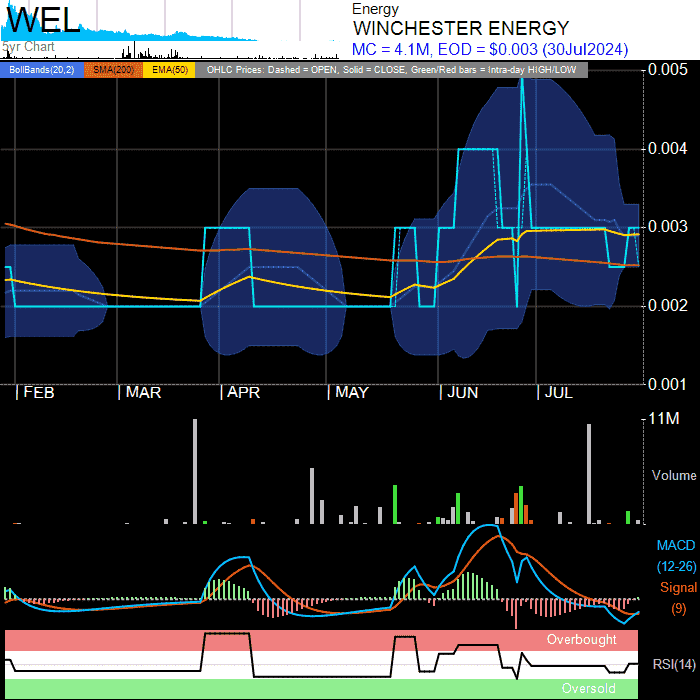 WEL
Energy
WINCHESTER ENERGY
5yr Chart
MC = 4.1M, EOD = $0.003 (30Jul2024)
BollBands(20,2) SMA(200) EMA(50) OHLC Prices: Dashed = OPEN, Solid = CLOSE, Green/Red bars = Intra-day HIGH/LOW
0.005
0.004
0.003
0.002
0.001
FEB MAR APR MAY JUN JUL
11M
Volume
MACD
(12-26)
Signal
(9)
Overbought
RSI(14)
Oversold